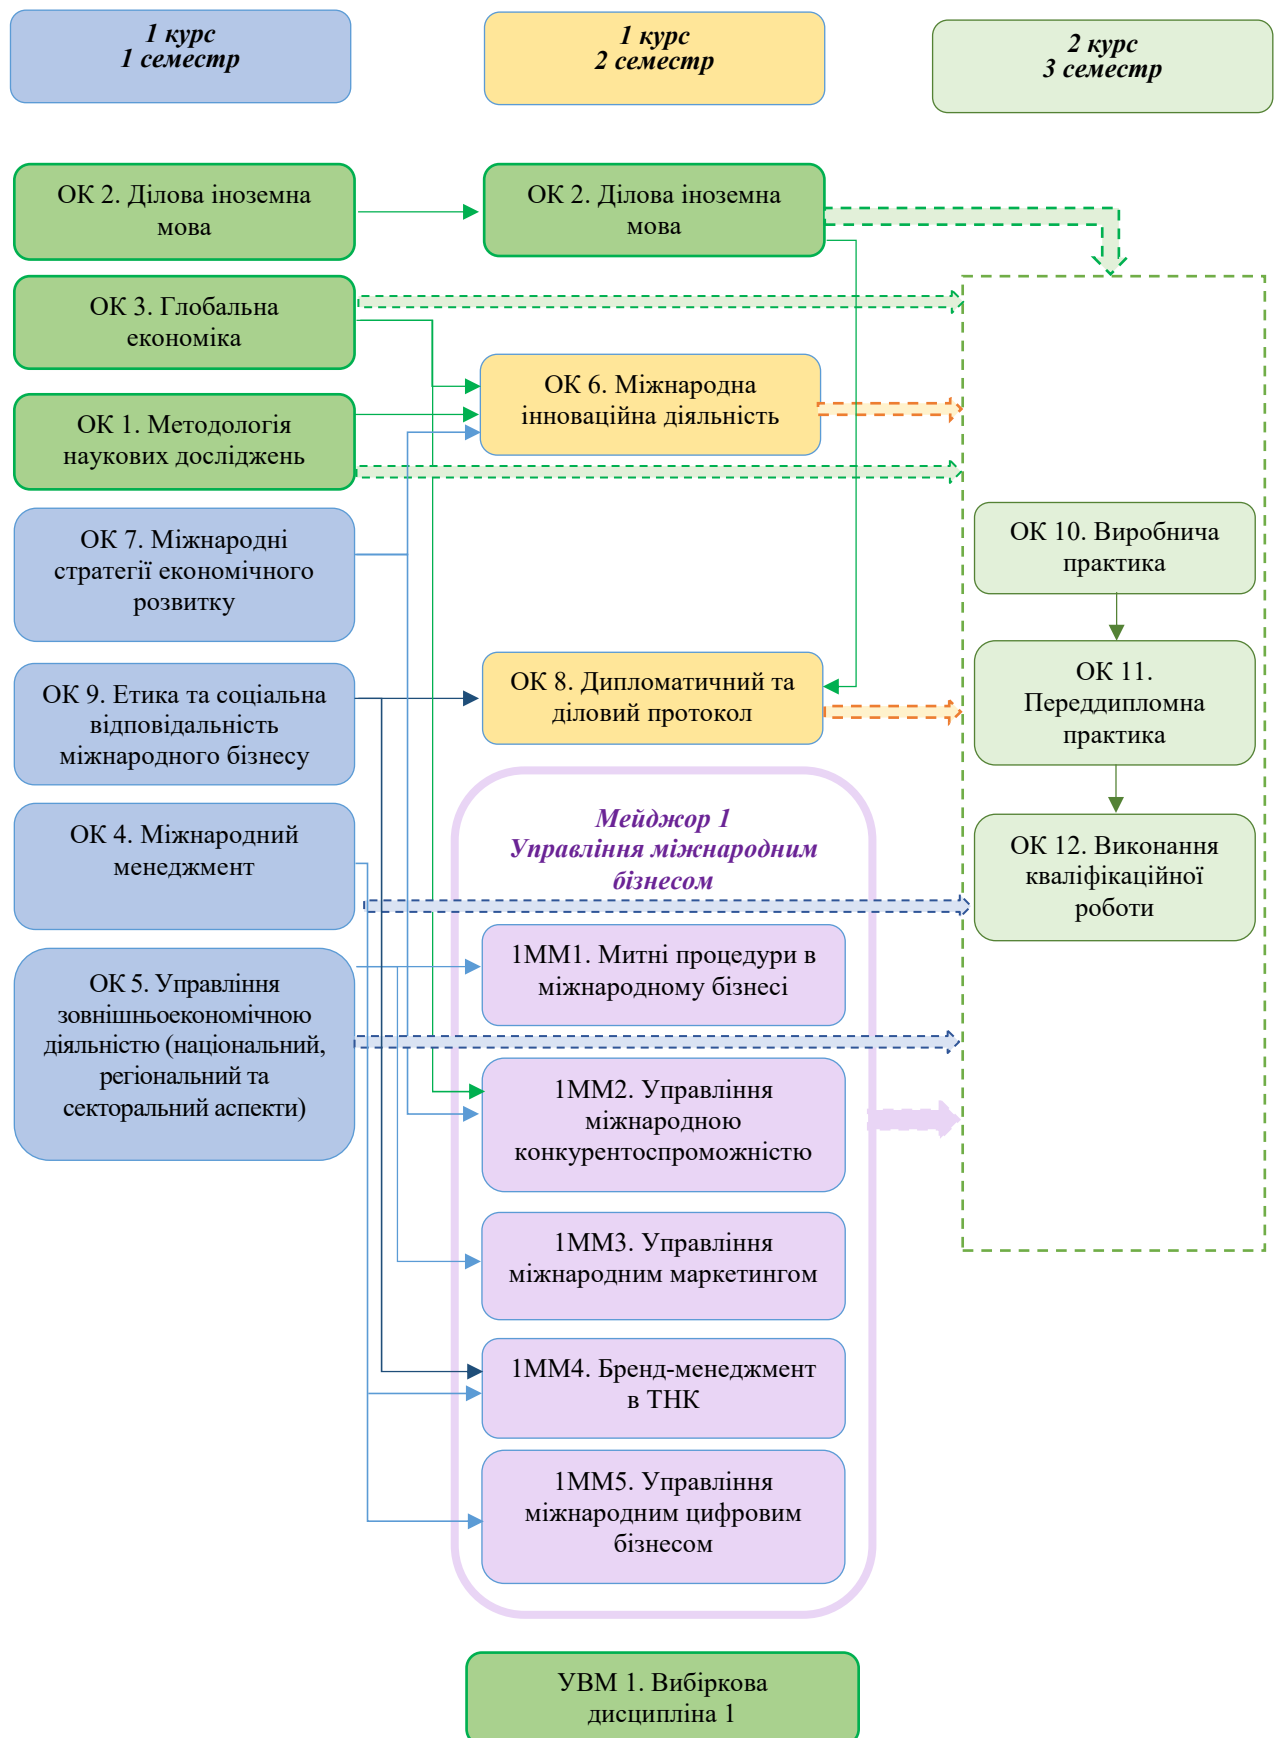 1 курс
1 семестр
1 курс
2 семестр
2 курс
3 семестр
ОК 2. Ділова іноземна
мова
ОК 3. Глобальна
економіка
ОК 1. Методологія
наукових досліджень
ОК 7. Міжнародні
стратегії економічного
розвитку
ОК 9. Етика та соціальна
відповідальність
міжнародного бізнесу
ОК 4. Міжнародний
менеджмент
ОК 5. Управління
зовнішньоекономічною
діяльністю (національний,
регіональний та
секторальний аспекти)
ОК 2. Ділова іноземна
мова
ОК 6. Міжнародна
інноваційна діяльність
ОК 8. Дипломатичний та
діловий протокол
Мейджор 1
Управління міжнародним
бізнесом
1ММ1. Митні процедури в
міжнародному бізнесі
1ММ2. Управління
міжнародною
конкурентоспроможністю
1ММ3. Управління
міжнародним маркетингом
1ММ4. Бренд-менеджмент
в ТНК
1ММ5. Управління
міжнародним цифровим
бізнесом
УВМ 1. Вибіркова
дисципліна 1
ОК 10. Виробнича
практика
ОК 11.
Переддипломна
практика
ОК 12. Виконання
кваліфікаційної
роботи